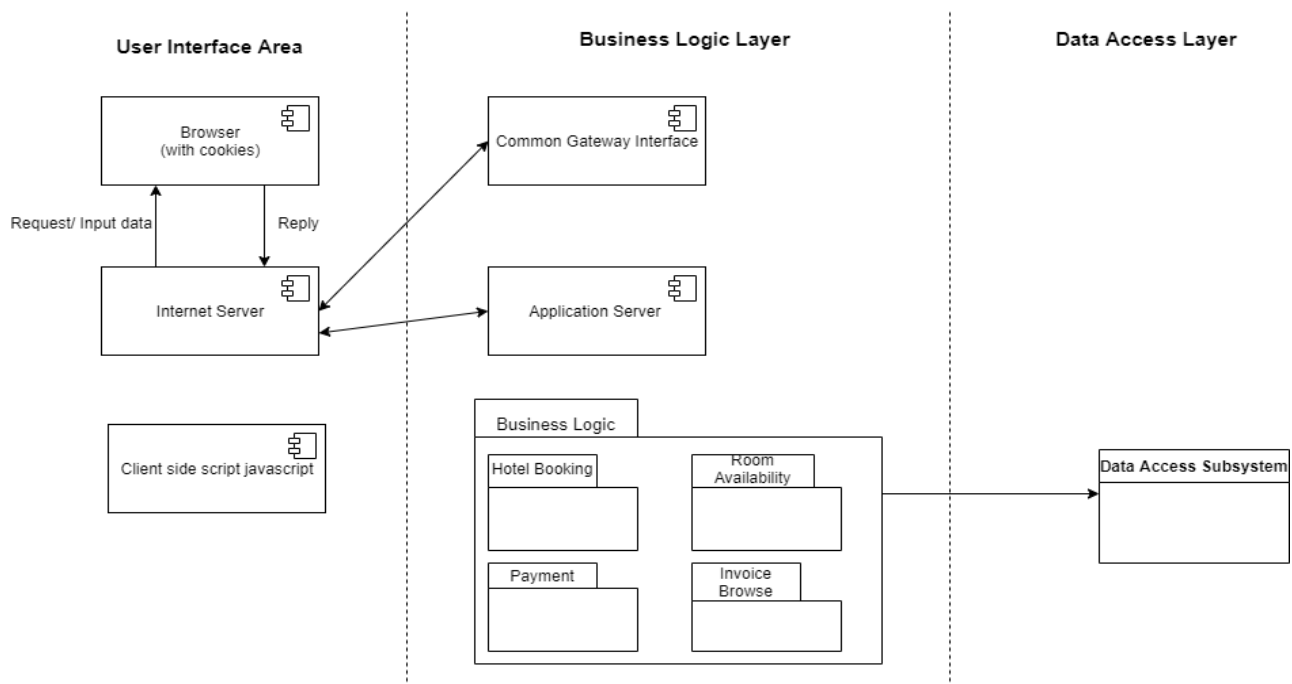 User Interface Area
Business Logic Layer
Data Access Layer
Browser
(with cookies)
Common Gateway Interface
Request/ Input data
Reply
Internet Server
Application Server
Client side script javascript
Business Logic
Hotel Booking
Room
Availability
Data Access Subsystem
Payment
Invoice
Browse